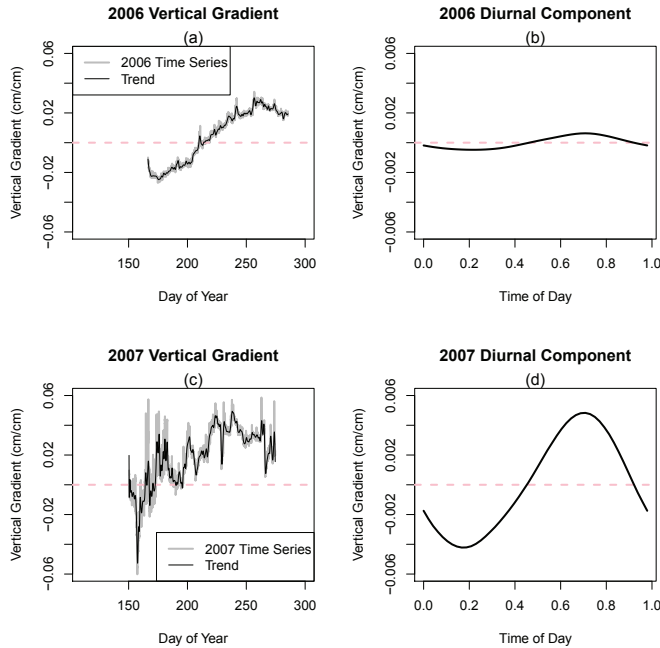 2006 Vertical Gradient
(a)
Vertical Gradient (cm/cm)
0.06
0.02
−0.02
−0.06
2006 Time Series
Trend
150 200 250 300
Day of Year
2006 Diurnal Component
(b)
Vertical Gradient (cm/cm)
0.006
0.002
−0.002
−0.006
0.0 0.2 0.4 0.6 0.8 1.0
Time of Day
2007 Vertical Gradient
(c)
Vertical Gradient (cm/cm)
0.06
0.02
−0.02
−0.06
2007 Time Series
Trend
150 200 250 300
Day of Year
2007 Diurnal Component
(d)
Vertical Gradient (cm/cm)
0.006
0.002
−0.002
−0.006
0.0 0.2 0.4 0.6 0.8 1.0
Time of Day